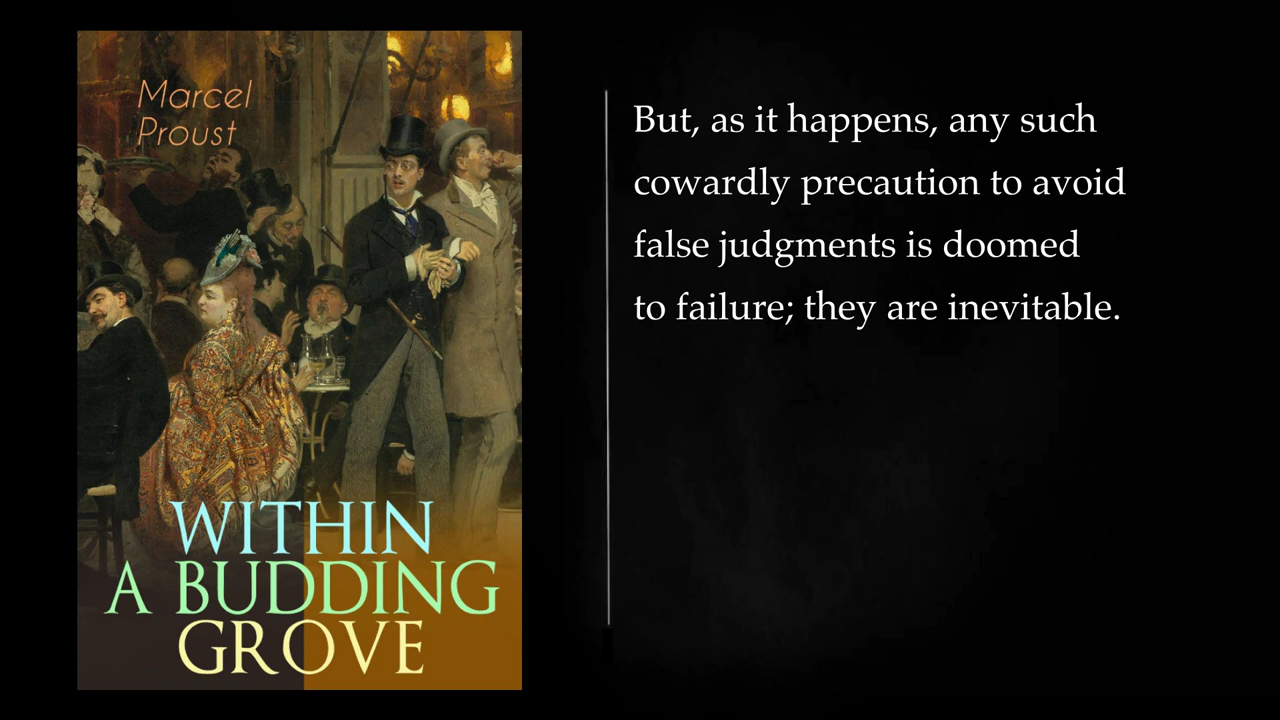 Marcel
Proust
WITHIN
A BUDDING
GROVE
But, as it happens, any such
cowardly precaution to avoid
false judgments is doomed
to failure; they are inevitable.